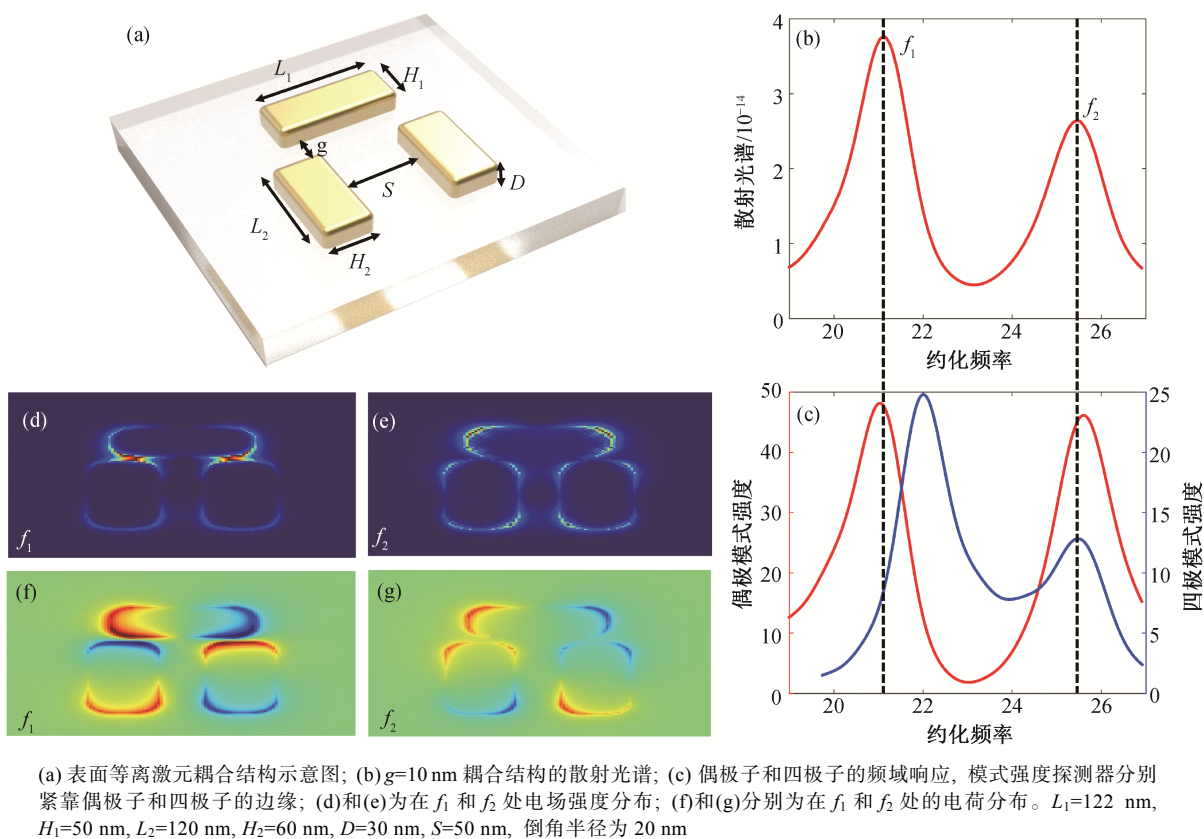 (a)
L₁
H₁
g
S
D
L₂
H₂
(b)
f₁
f₂
散射光谱/10⁻¹⁴
4
3
2
1
0
20
22
24
26
约化频率
(c)
偶极模式强度
50
40
30
20
10
0
四极模式强度
25
20
15
10
5
0
20
22
24
26
约化频率
(d)
f₁
(e)
f₂
(f)
f₁
(g)
f₂
(a) 表面等离激元耦合结构示意图; (b) g=10 nm 耦合结构的散射光谱; (c) 偶极子和四极子的频域响应, 模式强度探测器分别
紧靠偶极子和四极子的边缘; (d)和(e)为在 f₁ 和 f₂ 处电场强度分布; (f)和(g)分别为在 f₁ 和 f₂ 处的电荷分布。L₁=122 nm,
H₁=50 nm, L₂=120 nm, H₂=60 nm, D=30 nm, S=50 nm, 倒角半径为 20 nm